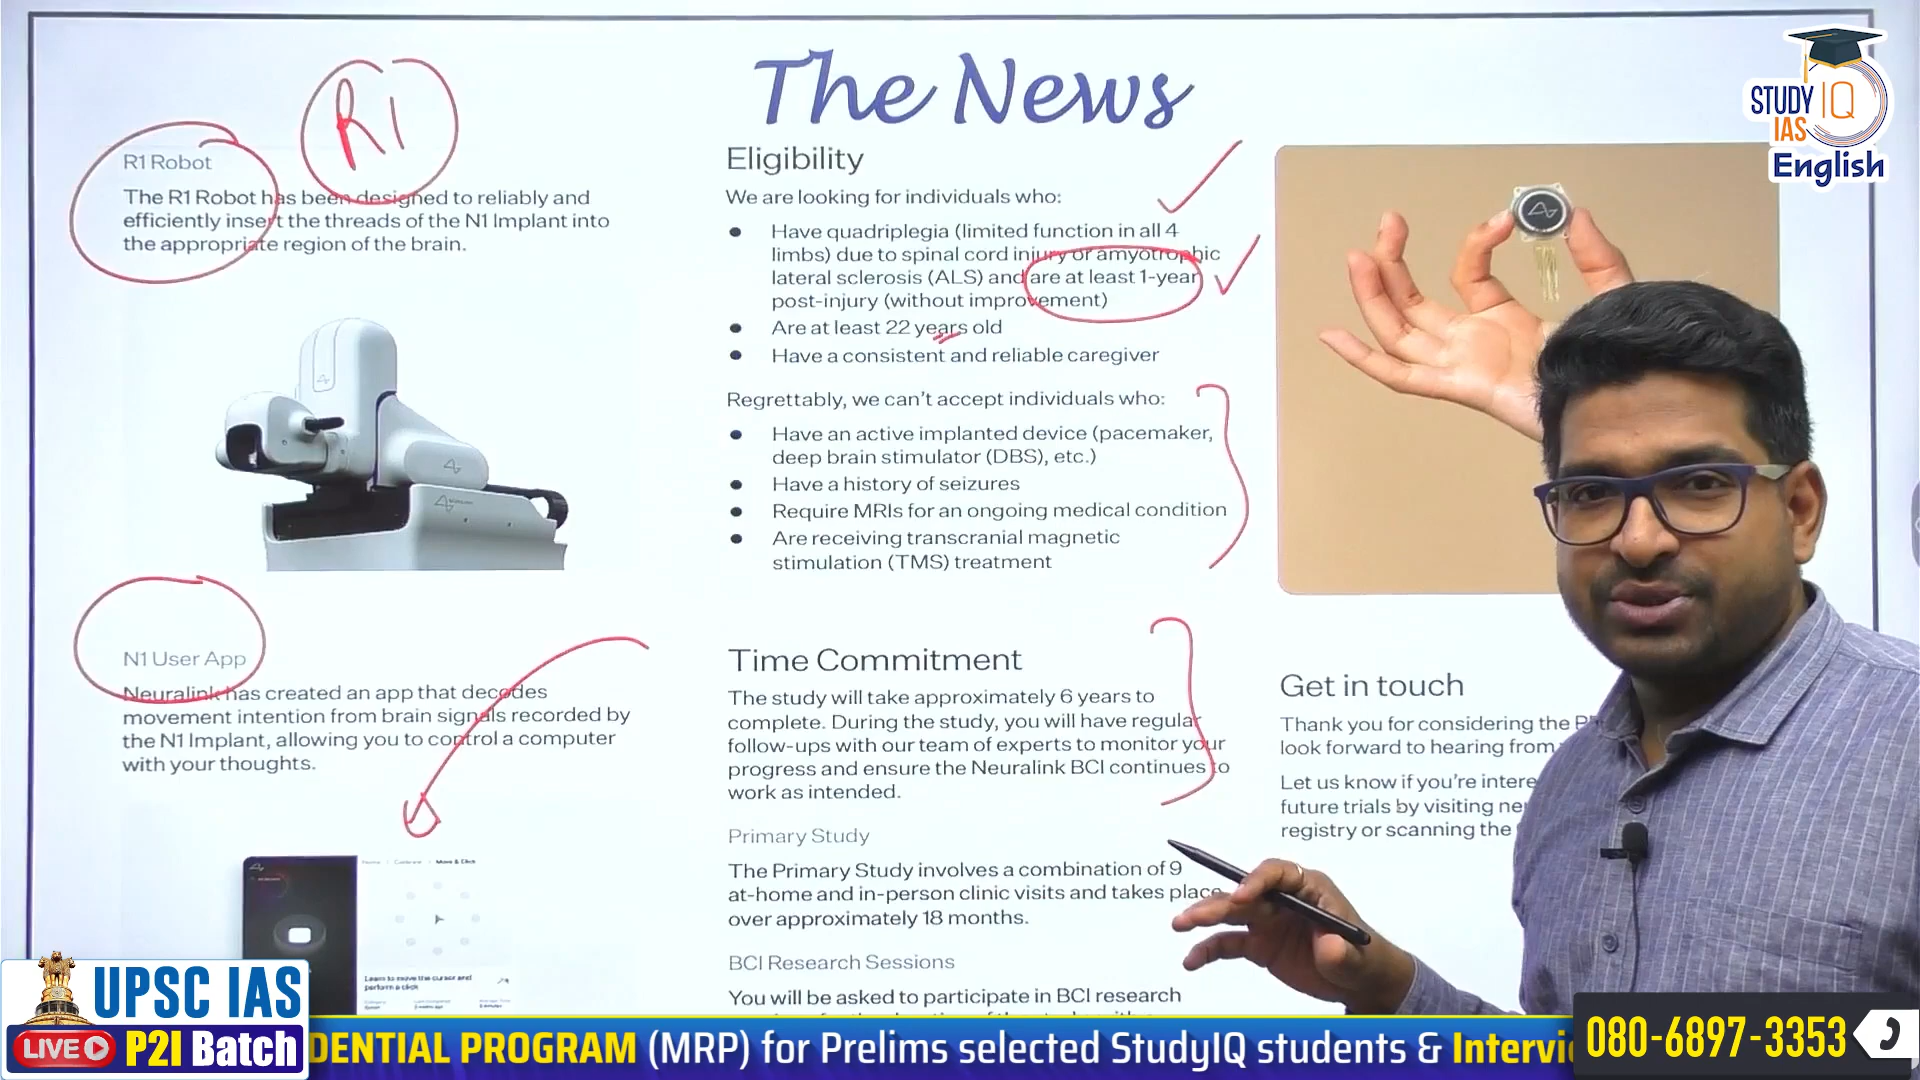 The News
STUDY IQ
IAS
English
R1
R1 Robot
The R1 Robot has been designed to reliably and
efficiently insert the threads of the N1 Implant into
the appropriate region of the brain.
N1 User App
Neuralink has created an app that decodes
movement intention from brain signals recorded by
the N1 Implant, allowing you to control a computer
with your thoughts.
Move & Click
Learn to move the cursor and
perform a click
Eligibility
We are looking for individuals who:
Have quadriplegia (limited function in all 4
limbs) due to spinal cord injury or amyotrophic
lateral sclerosis (ALS) and are at least 1-year
post-injury (without improvement)
Are at least 22 years old
Have a consistent and reliable caregiver
Regrettably, we can't accept individuals who:
Have an active implanted device (pacemaker,
deep brain stimulator (DBS), etc.)
Have a history of seizures
Require MRIs for an ongoing medical condition
Are receiving transcranial magnetic
stimulation (TMS) treatment
Time Commitment
The study will take approximately 6 years to
complete. During the study, you will have regular
follow-ups with our team of experts to monitor your
progress and ensure the Neuralink BCI continues to
work as intended.
Primary Study
The Primary Study involves a combination of 9
at-home and in-person clinic visits and takes place
over approximately 18 months.
BCI Research Sessions
You will be asked to participate in BCI research
Get in touch
Thank you for considering the
look forward to hearing from
Let us know if you're
future trials by visiting
registry or scanning the
UPSC IAS
LIVE P2I Batch
DENTIAL PROGRAM (MRP) for Prelims selected StudyIQ students & Intervi
080-6897-3353